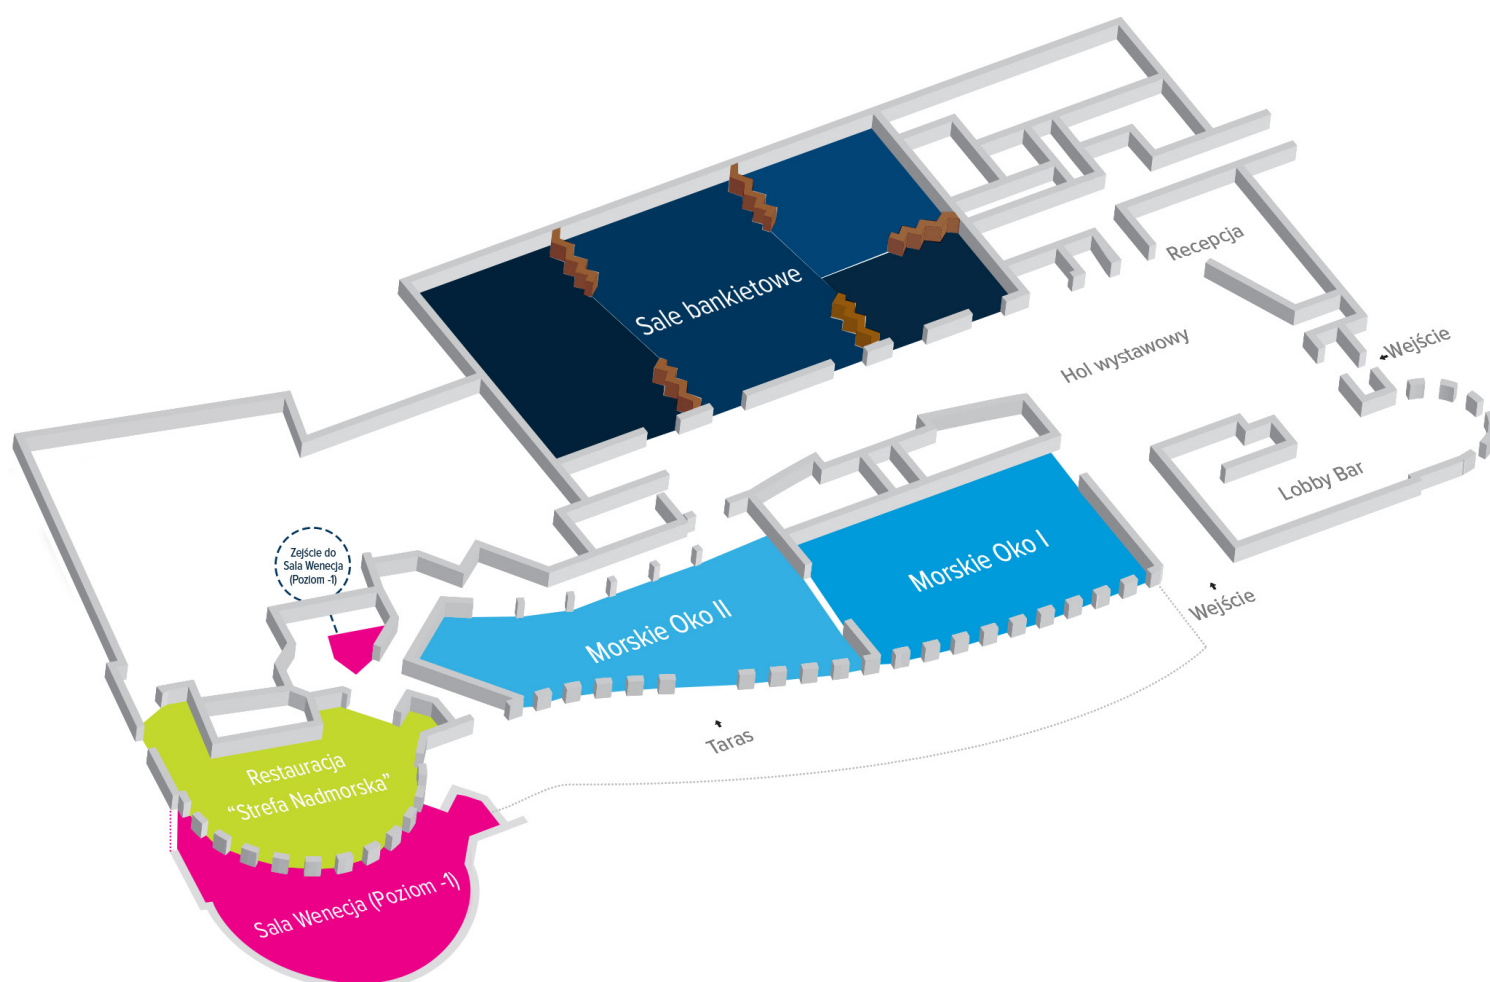 Recepcja
Sale bankietowe
Hol wystawowy
Wejście
Lobby Bar
Zejście do
Sala Wenecja
(Poziom -1)
Morskie Oko I
Morskie Oko II
Wejście
Taras
Restauracja
“Strefa Nadmorska”
Sala Wenecja (Poziom -1)